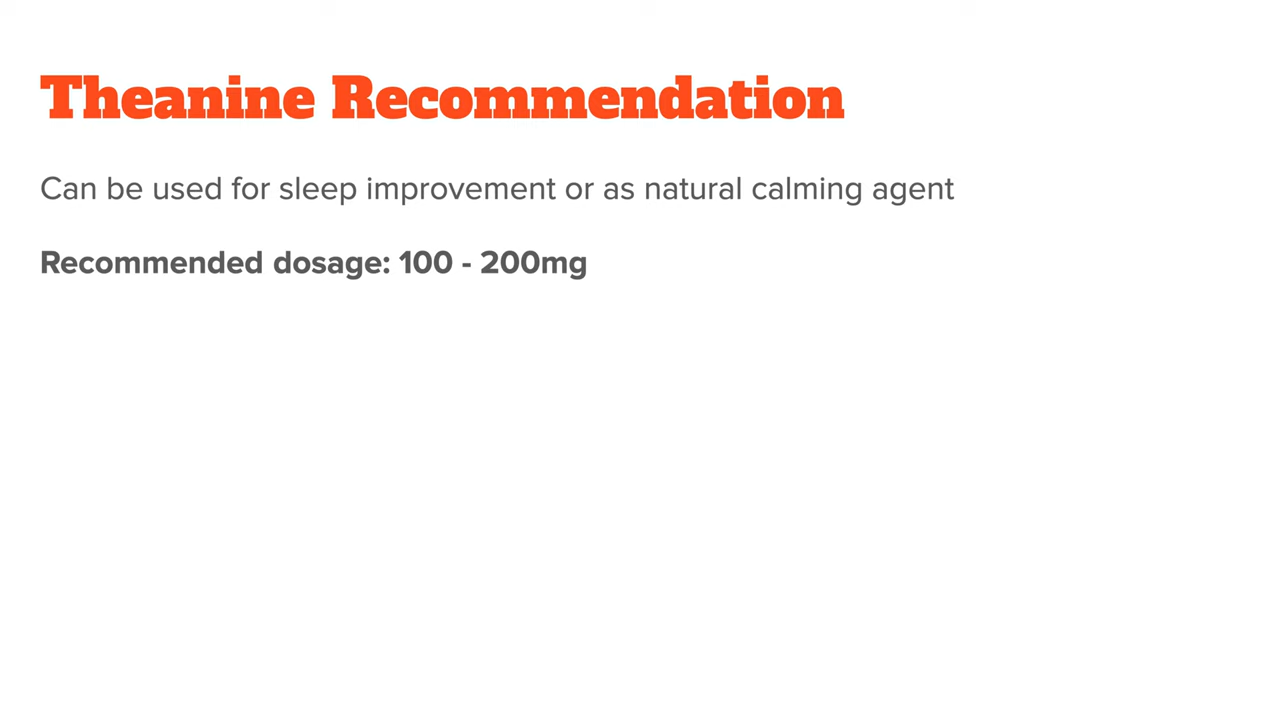 Theanine Recommendation
Can be used for sleep improvement or as natural calming agent
Recommended dosage: 100 - 200mg